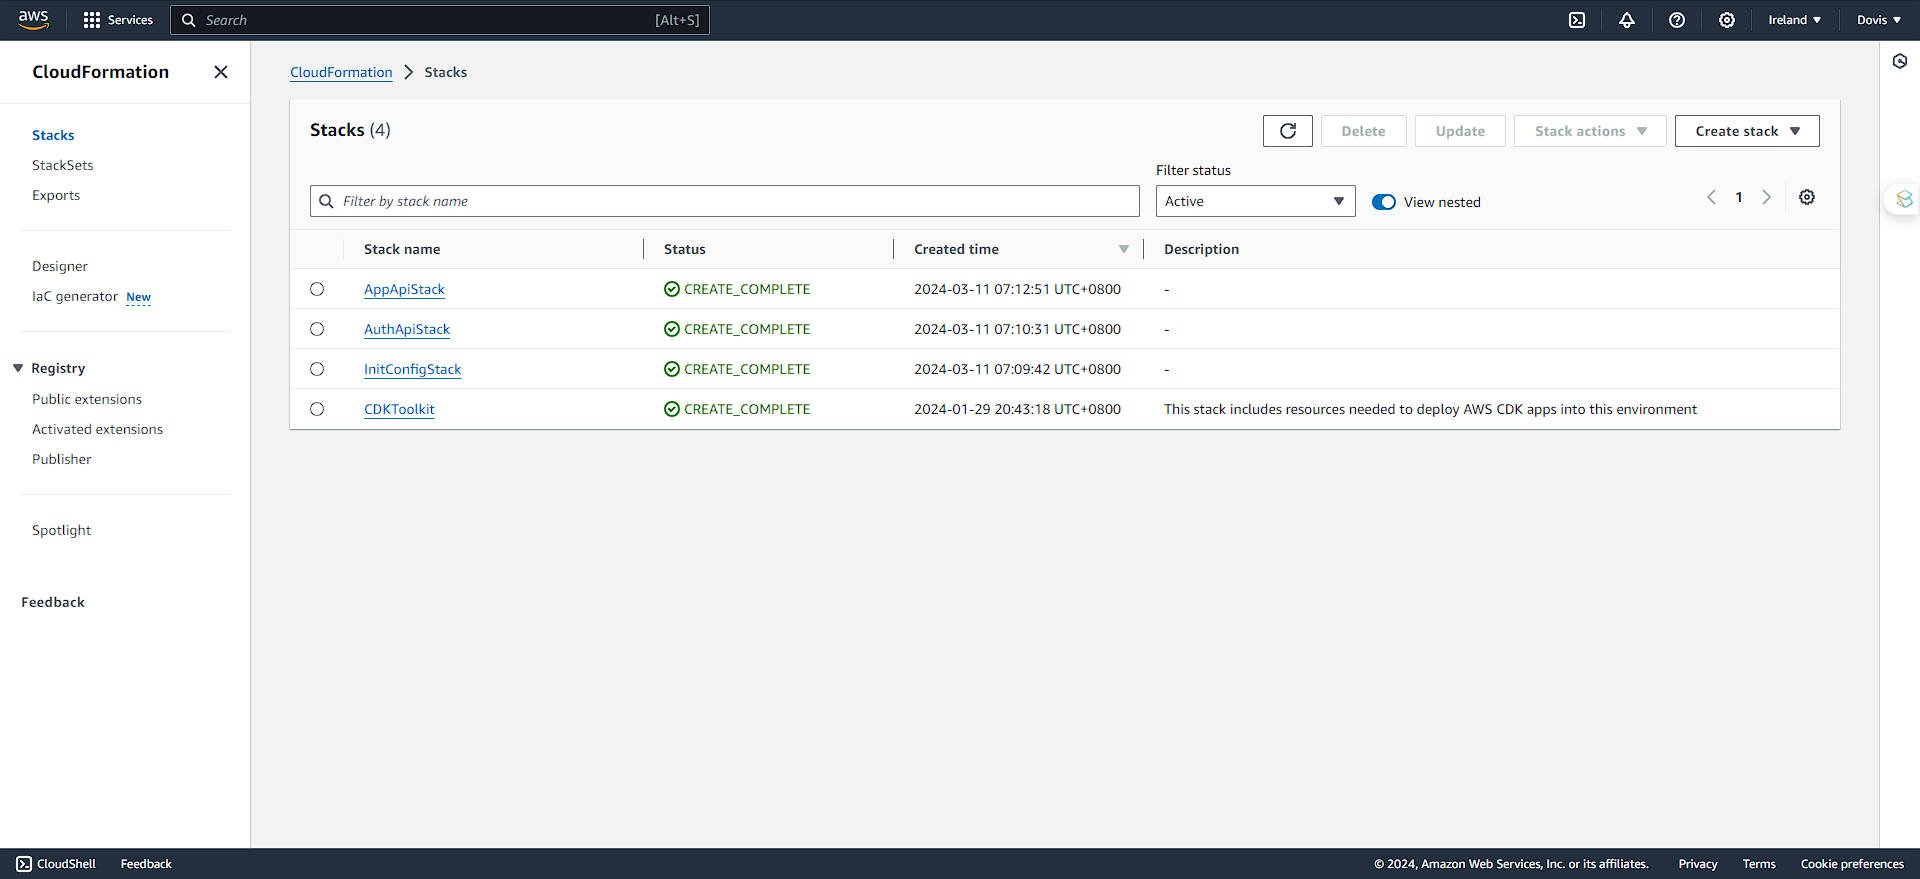 aws Services Search [Alt+S] Ireland Dovis
CloudFormation
Stacks
StackSets
Exports
Designer
IaC generator New
Registry
Public extensions
Activated extensions
Publisher
Spotlight
Feedback
CloudFormation Stacks
Stacks (4)
Delete Update Stack actions Create stack
Filter status
Filter by stack name Active View nested 1
Stack name Status Created time Description
AppApiStack CREATE_COMPLETE 2024-03-11 07:12:51 UTC+0800 -
AuthApiStack CREATE_COMPLETE 2024-03-11 07:10:31 UTC+0800 -
InitConfigStack CREATE_COMPLETE 2024-03-11 07:09:42 UTC+0800 -
CDKToolkit CREATE_COMPLETE 2024-01-29 20:43:18 UTC+0800 This stack includes resources needed to deploy AWS CDK apps into this environment
CloudShell Feedback © 2024, Amazon Web Services, Inc. or its affiliates. Privacy Terms Cookie preferences